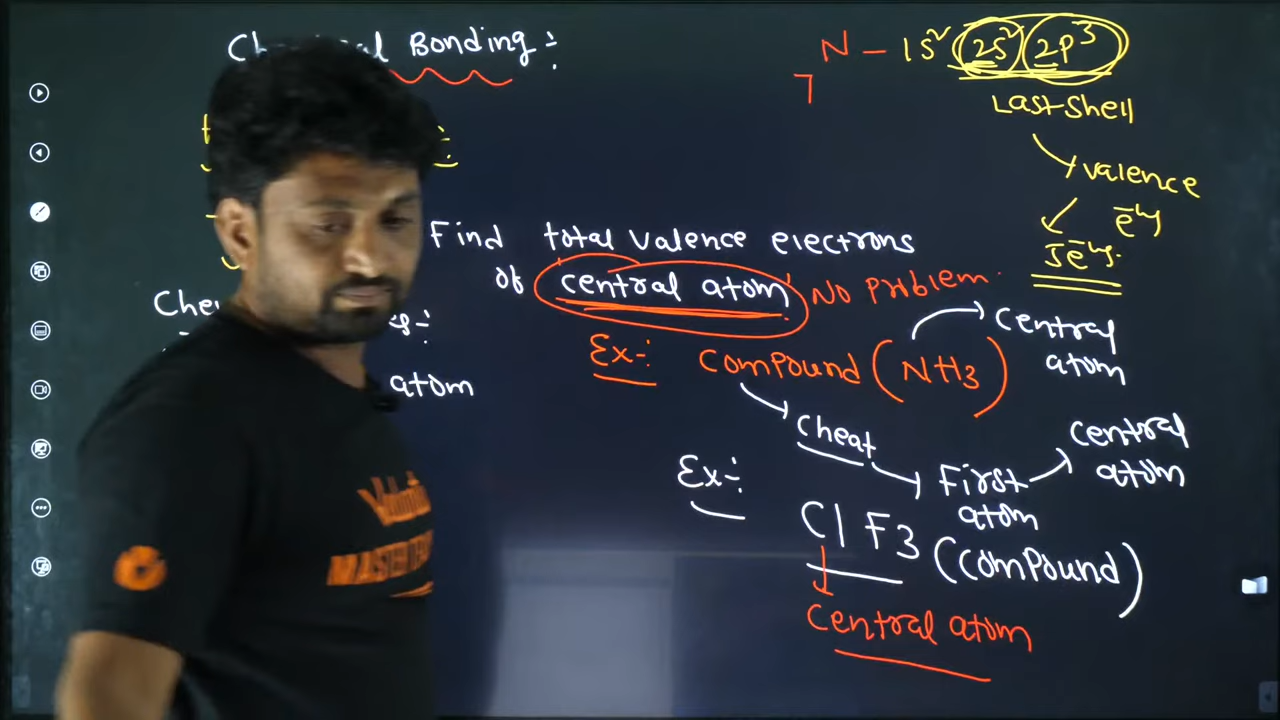 Bonding:
N - 1s² 2s² 2p³
7
Last shell
valence
Find total valence electrons
of central atom No problem
Ex-: Compound (NH3) central
atom
atom
cheat
central
atom
Ex-: First
atom
ClF3 (compound)
central atom
MASTER